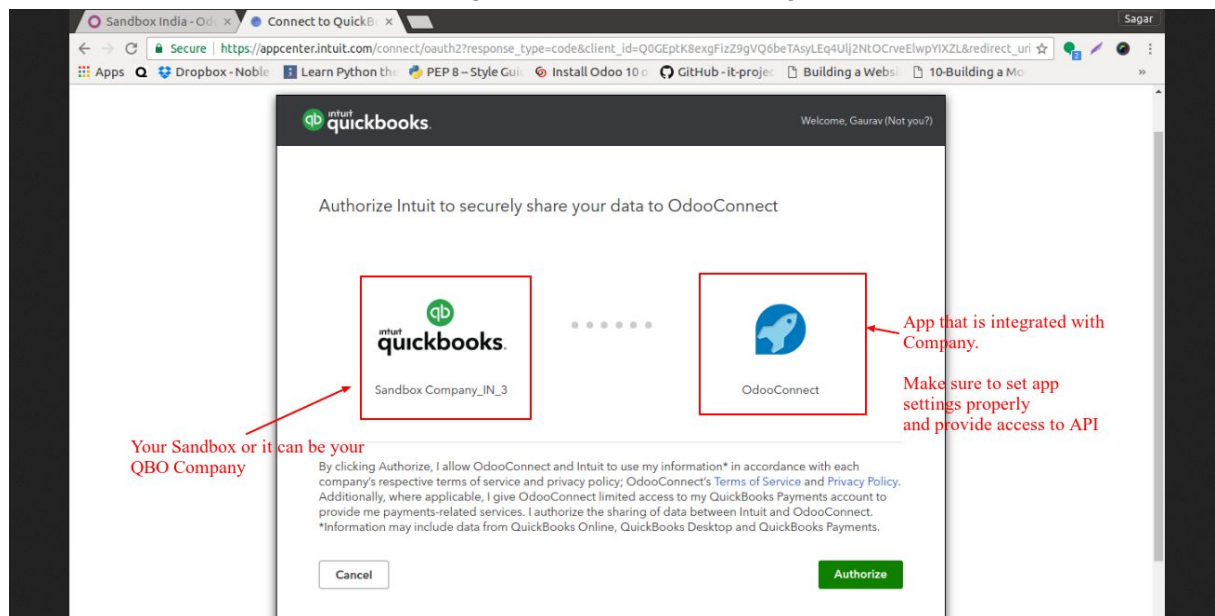 Sandbox India - Od
Connect to QuickB
Sagar
Secure | https://appcenter.intuit.com/connect/oauth2?response_type=code&client_id=Q0GEptK8exgFizZ9gVQ6beTAsyLEq4Ulj2NtOCrveElwpYIXZL&redirect_uri
Apps Dropbox - Noble Learn Python the PEP 8 – Style Gui Install Odoo 10 o GitHub - it-projec Building a Websi 10-Building a Mo
intuit
quickbooks.
Welcome, Gaurav (Not you?)
Authorize Intuit to securely share your data to OdooConnect
intuit
quickbooks.
Sandbox Company_IN_3
OdooConnect
App that is integrated with
Company.
Make sure to set app
settings properly
and provide access to API
Your Sandbox or it can be your
QBO Company
By clicking Authorize, I allow OdooConnect and Intuit to use my information* in accordance with each
company's respective terms of service and privacy policy; OdooConnect's Terms of Service and Privacy Policy.
Additionally, where applicable, I give OdooConnect limited access to my QuickBooks Payments account to
provide me payments-related services. I authorize the sharing of data between Intuit and OdooConnect.
*Information may include data from QuickBooks Online, QuickBooks Desktop and QuickBooks Payments.
Cancel
Authorize